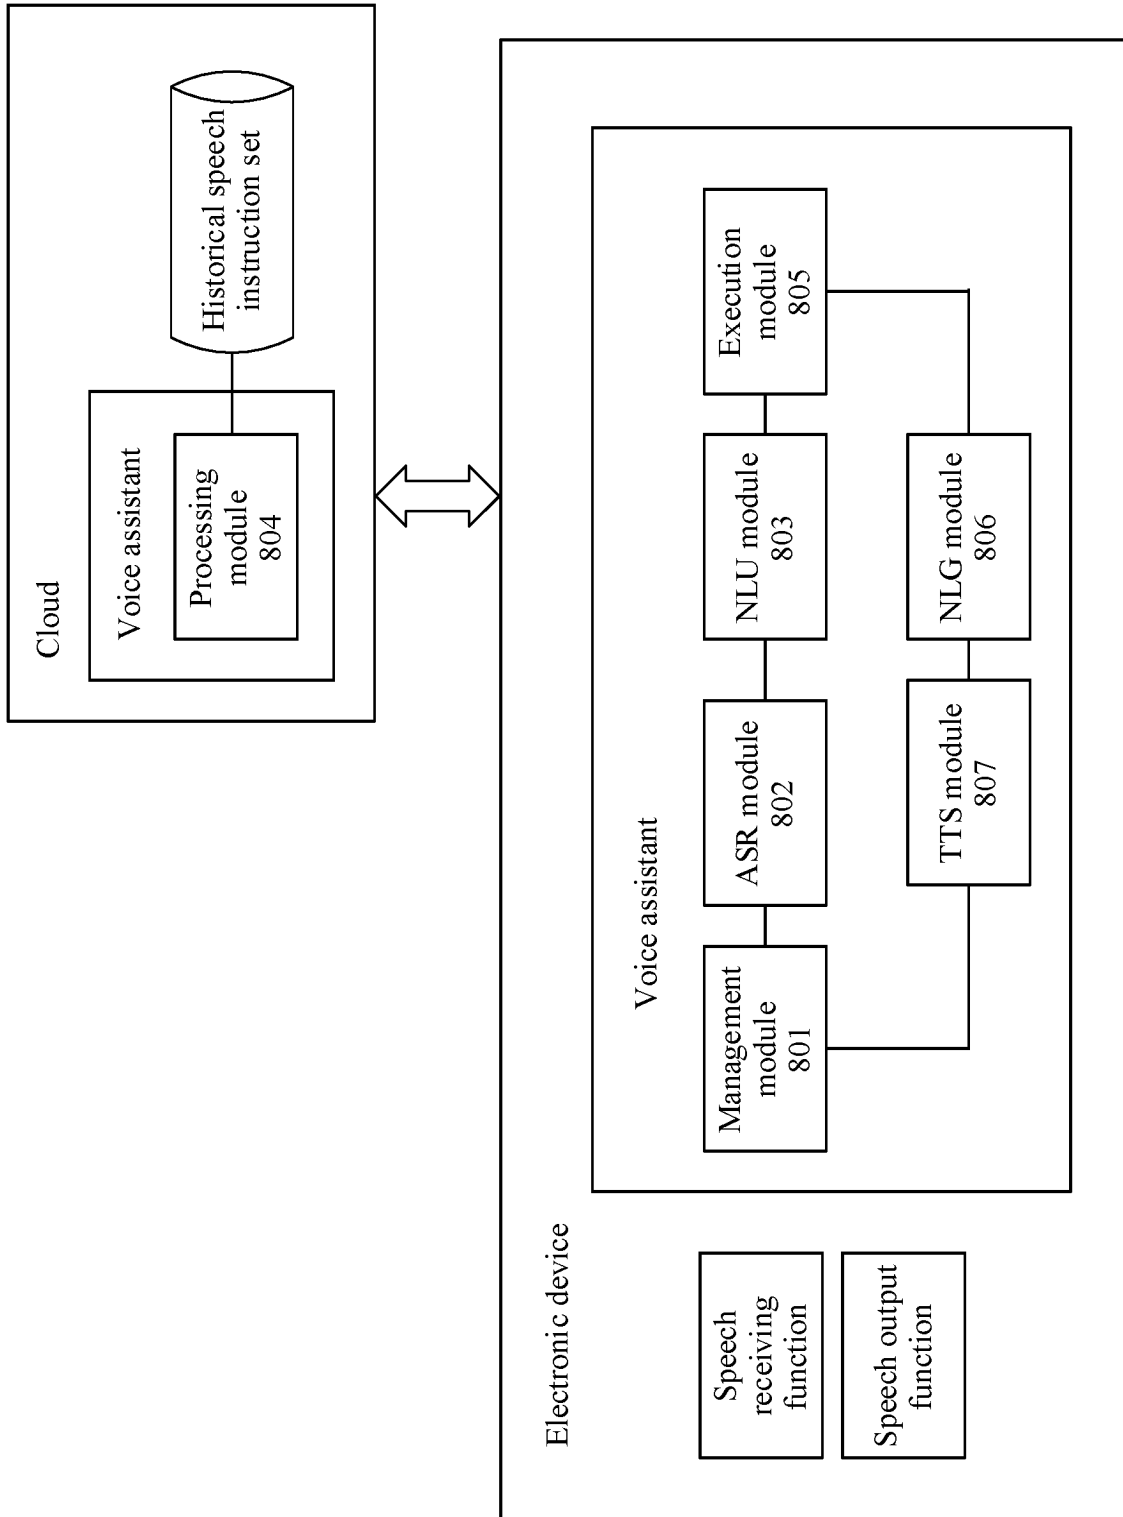 Cloud
Voice assistant
Processing
module
804
Historical speech
instruction set
Electronic device
Voice assistant
Speech
receiving
function
Speech output
function
Management
module
801
ASR module
802
NLU module
803
Execution
module
805
TTS module
807
NLG module
806